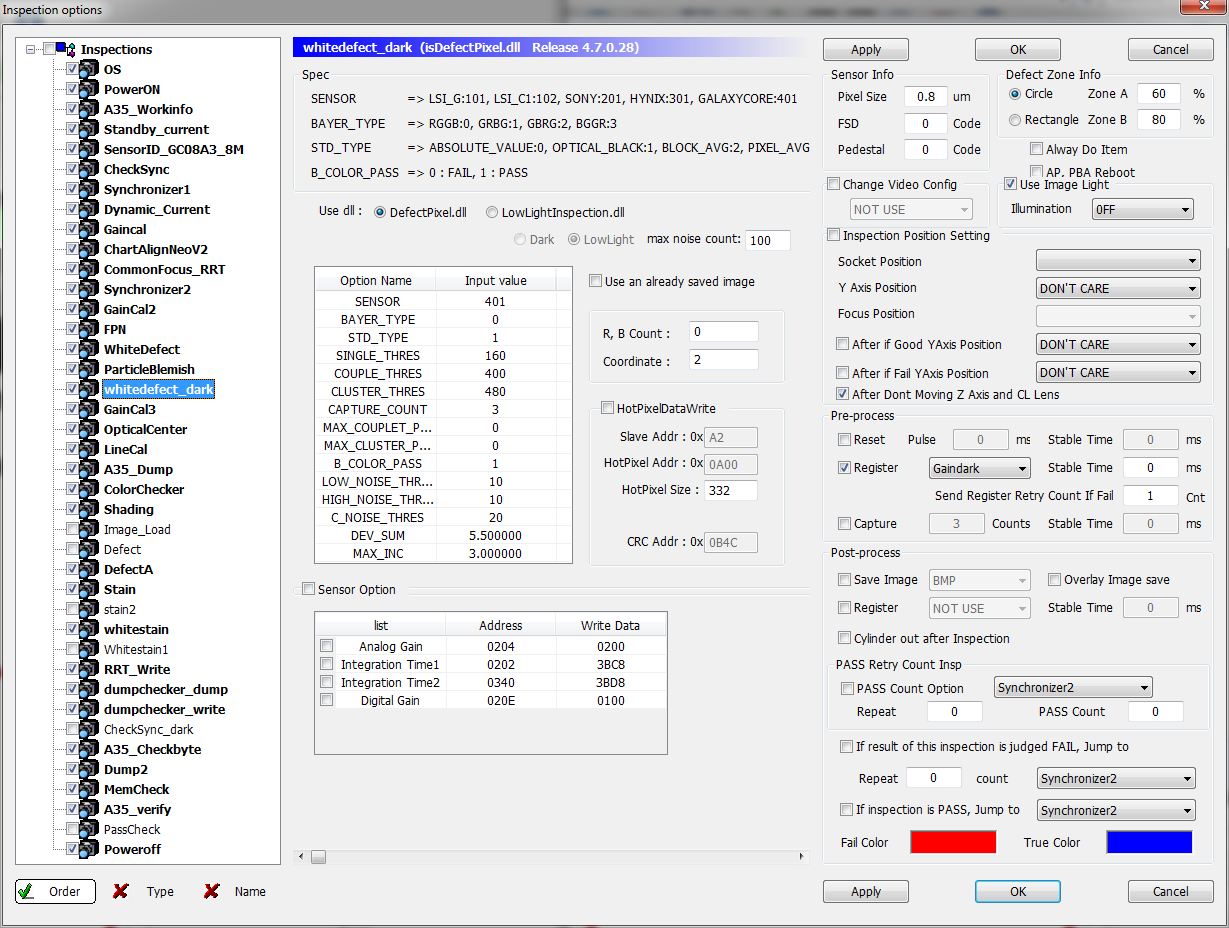 Inspection options
Inspections
OS
PowerON
A35_Workinfo
Standby_current
SensorID_GC08A3_8M
CheckSync
Synchronizer1
Dynamic_Current
Gaincal
ChartAlignNeoV2
CommonFocus_RRT
Synchronizer2
GainCal2
FPN
WhiteDefect
ParticleBlemish
whitedefect_dark
GainCal3
OpticalCenter
LineCal
A35_Dump
ColorChecker
Shading
Image_Load
Defect
DefectA
Stain
stain2
whitestain
Whitestain1
RRT_Write
dumpchecker_dump
dumpchecker_write
CheckSync_dark
A35_Checkbyte
Dump2
MemCheck
A35_verify
PassCheck
Poweroff
Order Type Name
whitedefect_dark (isDefectPixel.dll Release 4.7.0.28)
Spec
SENSOR => LSI_G:101, LSI_C1:102, SONY:201, HYNIX:301, GALAXYCORE:401
BAYER_TYPE => RGGB:0, GRBG:1, GBRG:2, BGGR:3
STD_TYPE => ABSOLUTE_VALUE:0, OPTICAL_BLACK:1, BLOCK_AVG:2, PIXEL_AVG
B_COLOR_PASS => 0 : FAIL, 1 : PASS
Use dll : DefectPixel.dll LowLightInspection.dll
Dark LowLight max noise count: 100
Option Name Input value
SENSOR 401
BAYER_TYPE 0
STD_TYPE 1
SINGLE_THRES 160
COUPLE_THRES 400
CLUSTER_THRES 480
CAPTURE_COUNT 3
MAX_COUPLET_P... 0
MAX_CLUSTER_P... 0
B_COLOR_PASS 1
LOW_NOISE_THR... 10
HIGH_NOISE_THR... 10
C_NOISE_THRES 20
DEV_SUM 5.500000
MAX_INC 3.000000
Use an already saved image
R, B Count : 0
Coordinate : 2
HotPixelDataWrite
Slave Addr : 0x A2
HotPixel Addr : 0x 0A00
HotPixel Size : 332
CRC Addr : 0x 0B4C
Sensor Option
list Address Write Data
Analog Gain 0204 0200
Integration Time1 0202 3BC8
Integration Time2 0340 3BD8
Digital Gain 020E 0100
Apply OK Cancel
Sensor Info
Pixel Size 0.8 um
FSD 0 Code
Pedestal 0 Code
Defect Zone Info
Circle Zone A 60 %
Rectangle Zone B 80 %
Alway Do Item
AP, PBA Reboot
Change Video Config
NOT USE
Use Image Light
Illumination 0FF
Inspection Position Setting
Socket Position
Y Axis Position DON'T CARE
Focus Position
After if Good YAxis Position DON'T CARE
After if Fail YAxis Position DON'T CARE
After Dont Moving Z Axis and CL Lens
Pre-process
Reset Pulse 0 ms Stable Time 0 ms
Register Gaindark Stable Time 0 ms
Send Register Retry Count If Fail 1 Cnt
Capture 3 Counts Stable Time 0 ms
Post-process
Save Image BMP Overlay Image save
Register NOT USE Stable Time 0 ms
Cylinder out after Inspection
PASS Retry Count Insp
PASS Count Option Synchronizer2
Repeat 0 PASS Count 0
If result of this inspection is judged FAIL, Jump to
Repeat 0 count Synchronizer2
If inspection is PASS, Jump to Synchronizer2
Fail Color True Color
Apply OK Cancel